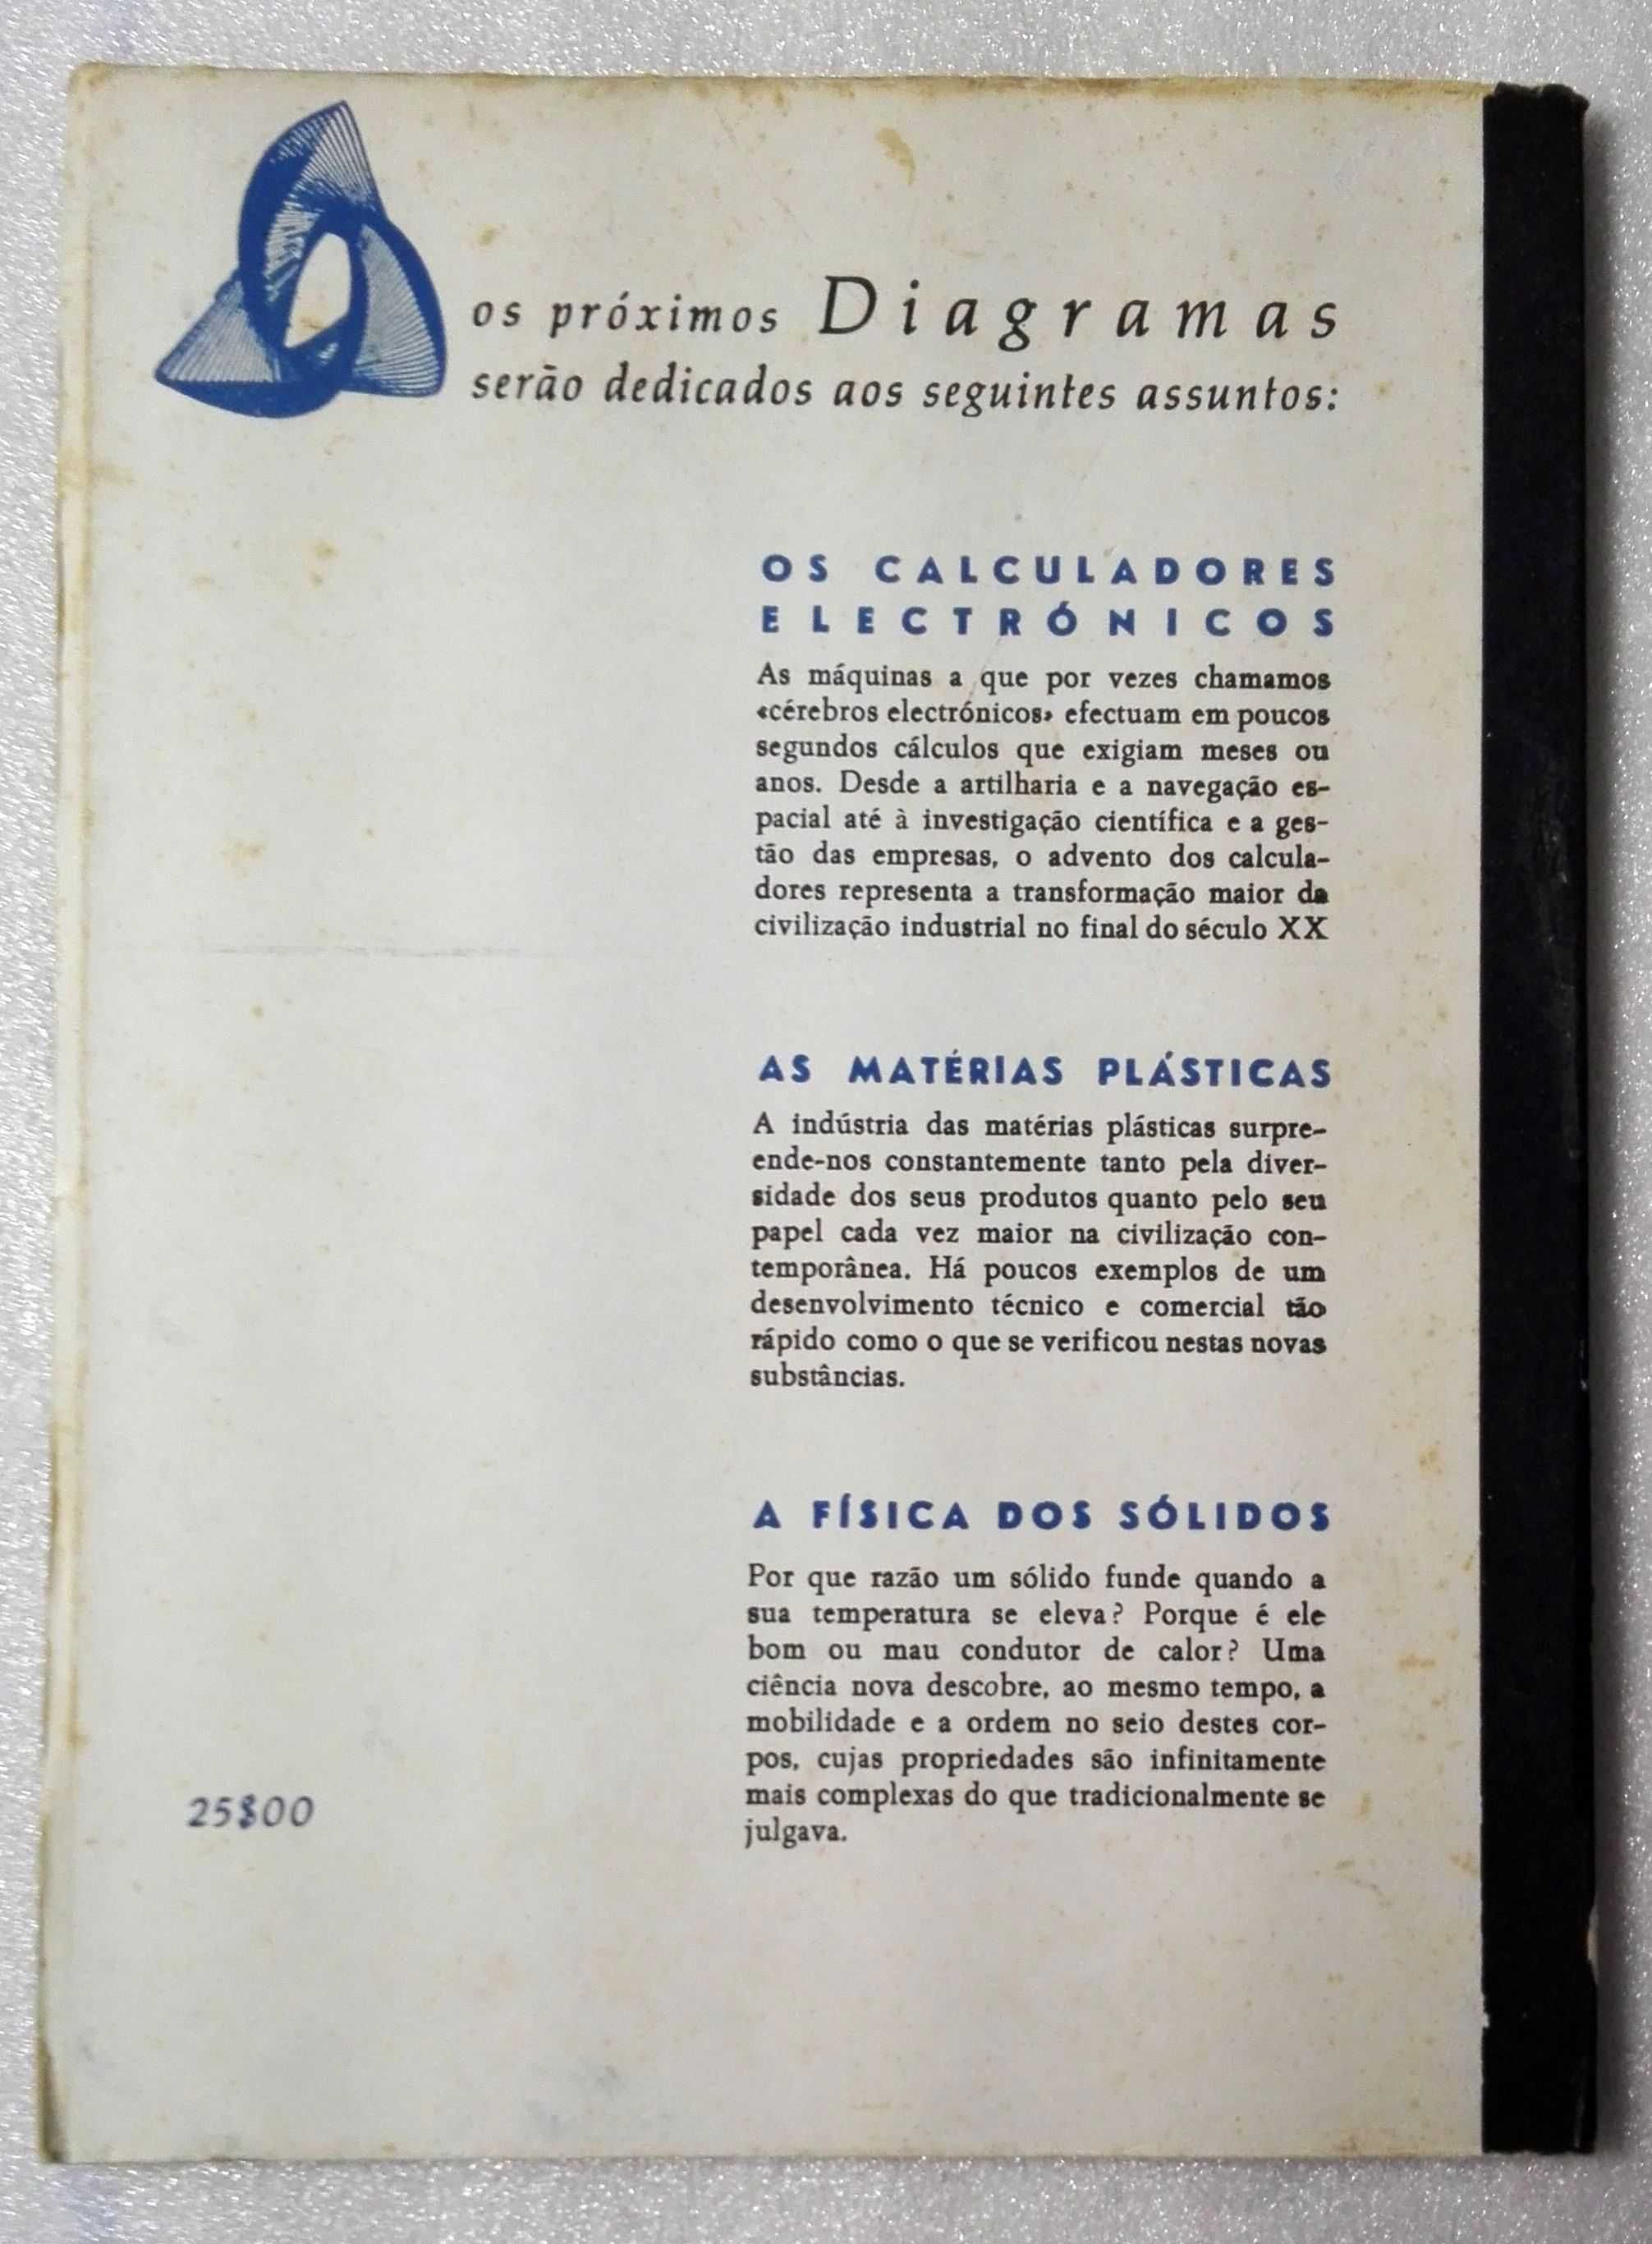 os próximos Diagramas
serão dedicados aos seguintes assuntos:
OS CALCULADORES
ELECTRÓNICOS
As máquinas a que por vezes chamamos
«cérebros electrónicos» efectuam em poucos
segundos cálculos que exigiam meses ou
anos. Desde a artilharia e a navegação es-
pacial até à investigação científica e a ges-
tão das empresas, o advento dos calcula-
dores representa a transformação maior da
civilização industrial no final do século XX
AS MATÉRIAS PLÁSTICAS
A indústria das matérias plásticas surpre-
ende-nos constantemente tanto pela diver-
sidade dos seus produtos quanto pelo seu
papel cada vez maior na civilização con-
temporânea. Há poucos exemplos de um
desenvolvimento técnico e comercial tão
rápido como o que se verificou nestas novas
substâncias.
A FÍSICA DOS SÓLIDOS
Por que razão um sólido funde quando a
sua temperatura se eleva? Porque é ele
bom ou mau condutor de calor? Uma
ciência nova descobre, ao mesmo tempo, a
mobilidade e a ordem no seio destes cor-
pos, cujas propriedades são infinitamente
mais complexas do que tradicionalmente se
julgava.
25$00